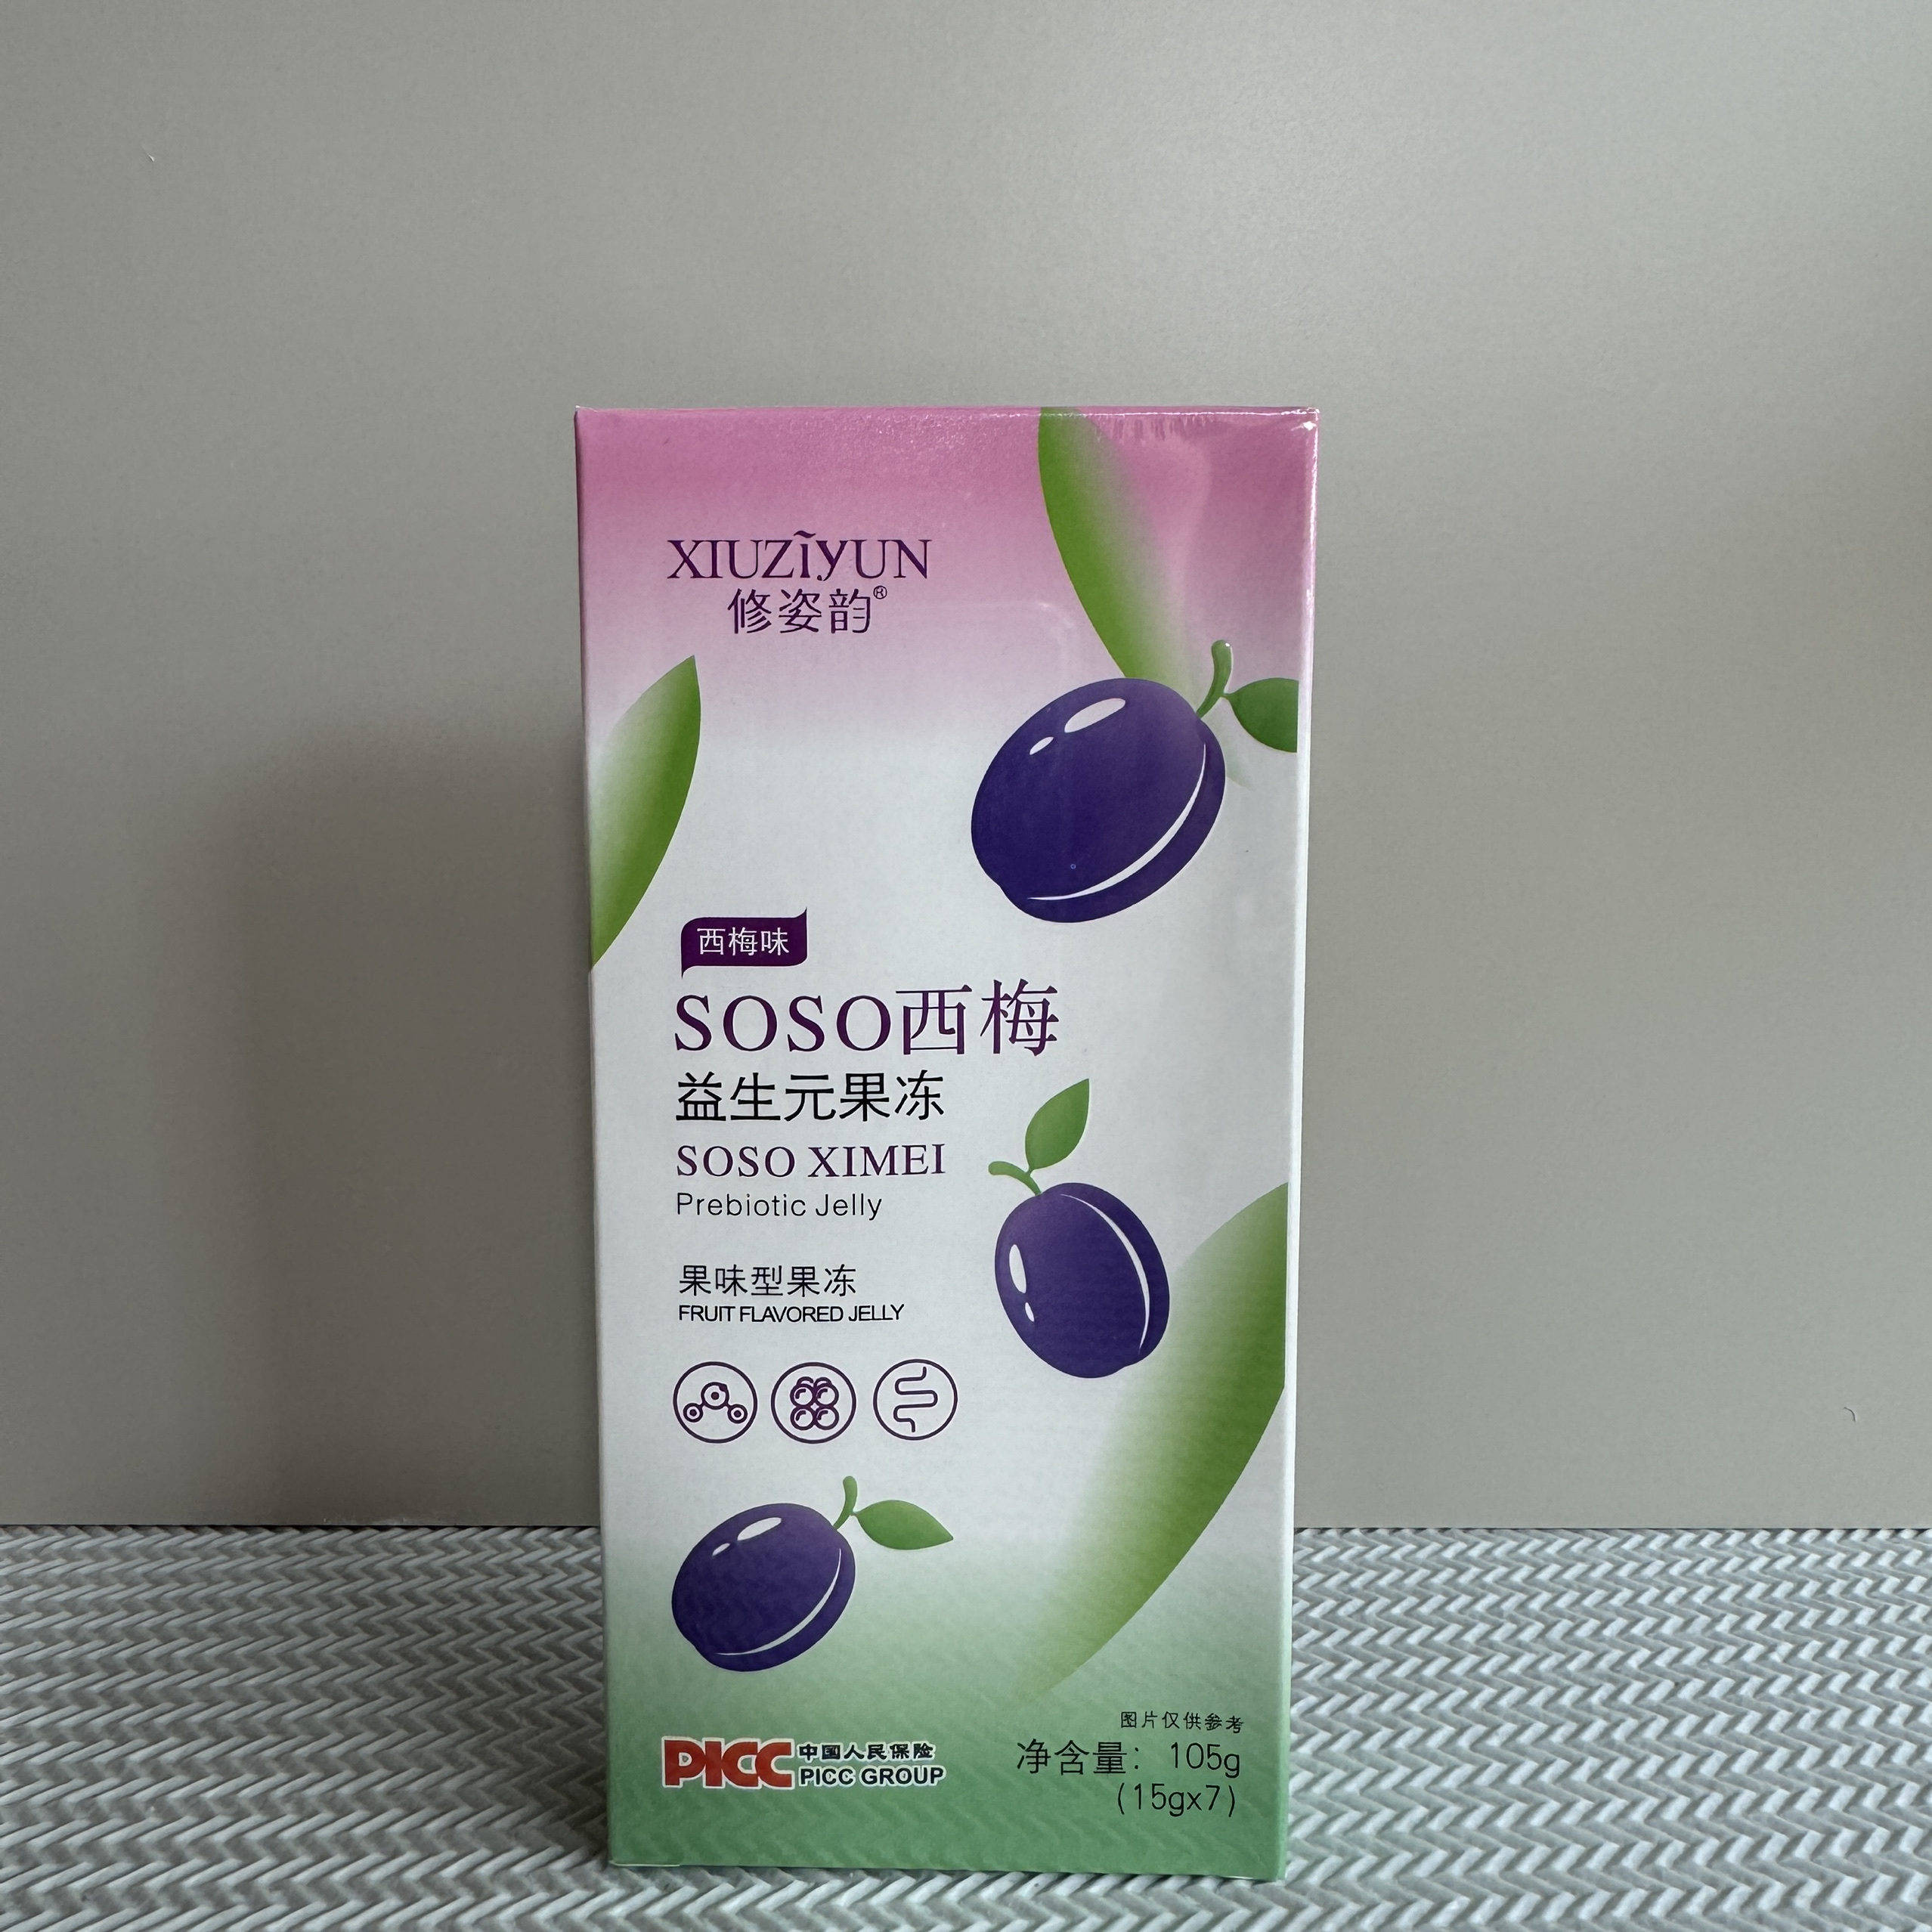 XIUZIYUN
修姿韵®
西梅味
SOSO西梅
益生元果冻
SOSO XIMEI
Prebiotic Jelly
果味型果冻
FRUIT FLAVORED JELLY
PICC 中国人民保险
PICC GROUP
图片仅供参考
净含量：105g
(15gx7)